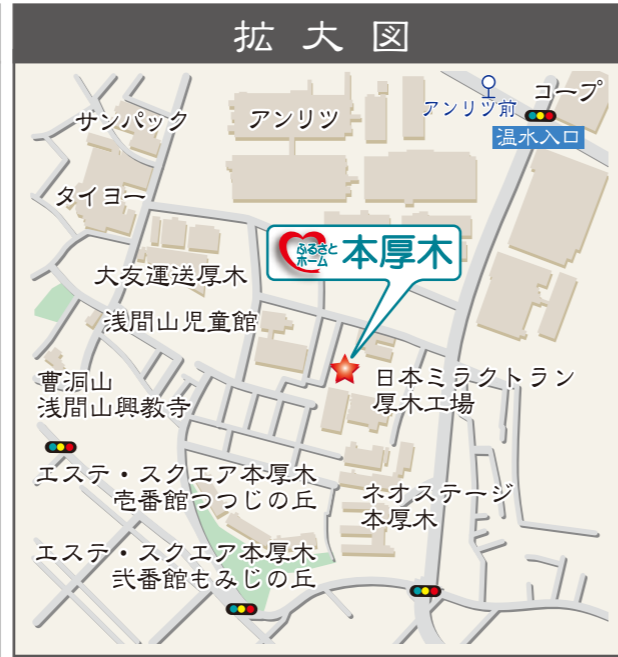 拡大図
コープ
アンリツ前
サンパック
アンリツ
温水入口
タイヨー
ふるさと
ホーム
本厚木
大友運送厚木
浅間山児童館
日本ミラクトラン
厚木工場
曹洞山
浅間山興教寺
エステ・スクエア本厚木
壱番館つつじの丘
ネオステージ
本厚木
エステ・スクエア本厚木
弐番館もみじの丘